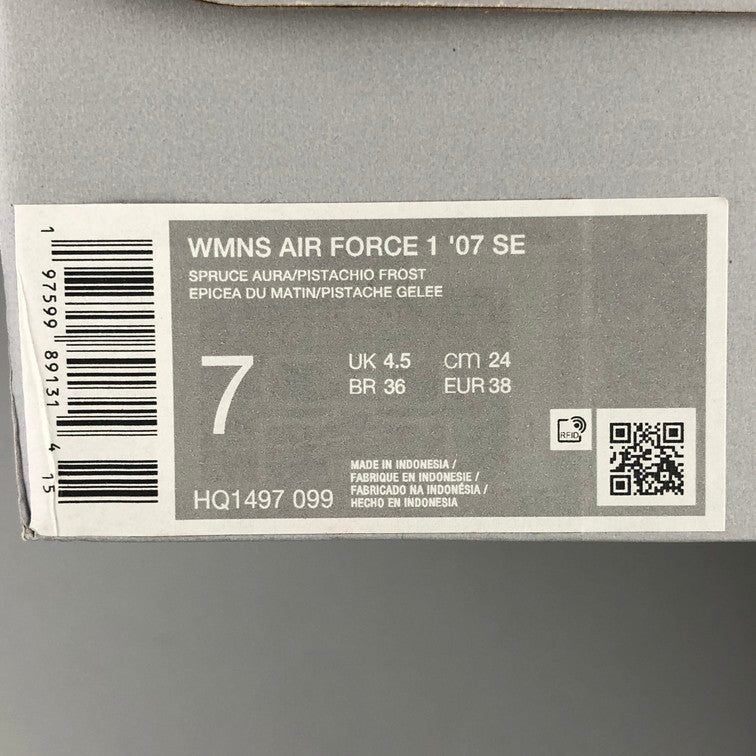 WMNS AIR FORCE 1 '07 SE
SPRUCE AURA/PISTACHIO FROST
EPICEA DU MATIN/PISTACHE GELEE
7
UK 4.5 cm 24
BR 36 EUR 38
RFID
HQ1497 099
MADE IN INDONESIA /
FABRIQUE EN INDONESIE /
FABRICADO NA INDONÉSIA /
HECHO EN INDONESIA
1 97599 89131 4 15